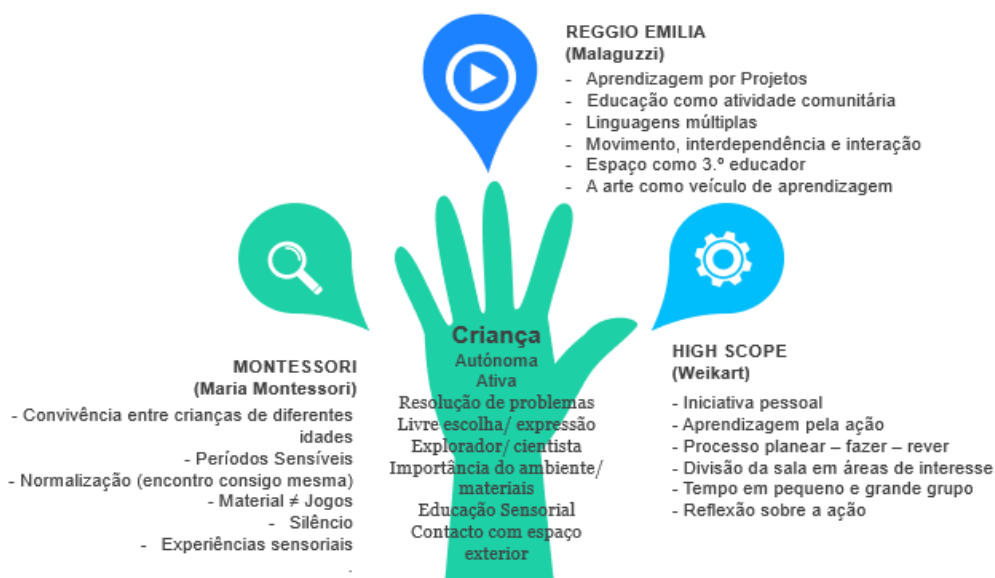 REGGIO EMILIA
(Malaguzzi)
- Aprendizagem por Projetos
- Educação como atividade comunitária
- Linguagens múltiplas
- Movimento, interdependência e interação
- Espaço como 3.º educador
- A arte como veículo de aprendizagem
MONTESSORI
(Maria Montessori)
- Convivência entre crianças de diferentes
idades
- Períodos Sensíveis
- Normalização (encontro consigo mesma)
- Material ≠ Jogos
- Silêncio
- Experiências sensoriais
.
Criança
Autónoma
Ativa
Resolução de problemas
Livre escolha/ expressão
Explorador/ cientista
Importância do ambiente/
materiais
Educação Sensorial
Contacto com espaço
exterior
HIGH SCOPE
(Weikart)
- Iniciativa pessoal
- Aprendizagem pela ação
- Processo planear – fazer – rever
- Divisão da sala em áreas de interesse
- Tempo em pequeno e grande grupo
- Reflexão sobre a ação